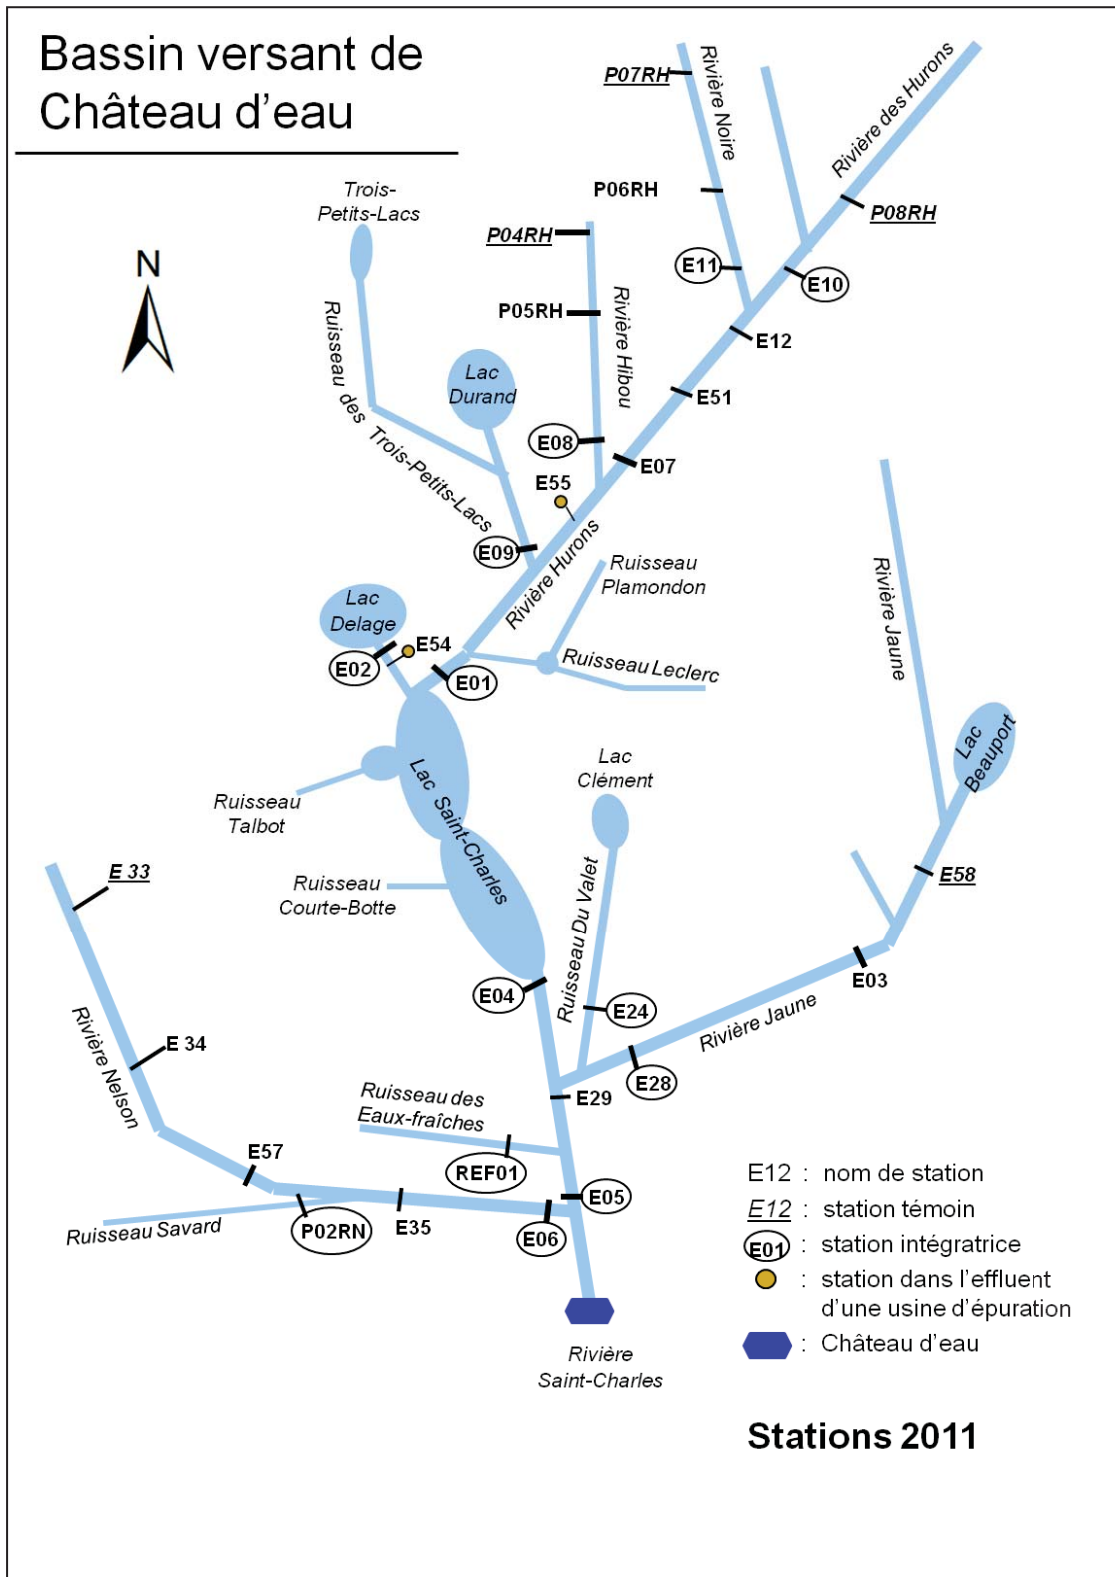 Bassin versant de
Château d'eau
N
Trois-
Petits-Lacs
P07RH
Rivière Noire
Rivière des Hurons
P06RH
P08RH
P04RH
E11
E10
P05RH
Rivière Hibou
E12
Ruisseau des Trois-Petits-Lacs
Lac
Durand
E51
E08
E07
E55
E09
Rivière Hurons
Ruisseau
Plamondon
Lac
Delage
E54
E02
E01
Ruisseau Leclerc
Rivière Jaune
Lac
Beauport
Lac Saint-Charles
Ruisseau
Talbot
Lac
Clément
E 33
Ruisseau
Courte-Botte
Ruisseau Du Valet
E58
E03
E04
E24
Rivière Jaune
Rivière Nelson
E 34
E28
Ruisseau des
Eaux-fraîches
E29
E57
REF01
E05
Ruisseau Savard
P02RN
E35
E06
E12 : nom de station
E12 : station témoin
E01 : station intégratrice
: station dans l'effluent
d'une usine d'épuration
: Château d'eau
Rivière
Saint-Charles
Stations 2011